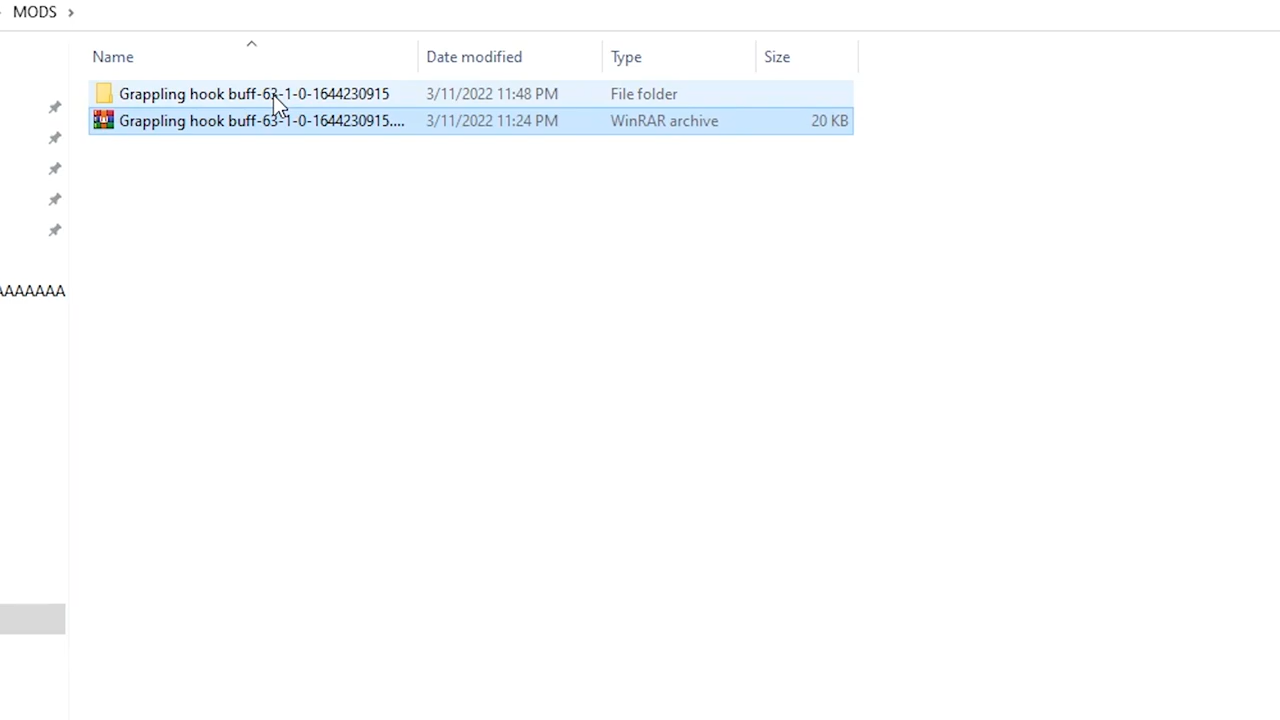 MODS
Name Date modified Type Size
Grappling hook buff-63-1-0-1644230915 3/11/2022 11:48 PM File folder
Grappling hook buff-63-1-0-1644230915.... 3/11/2022 11:24 PM WinRAR archive 20 KB
AAAAAAA